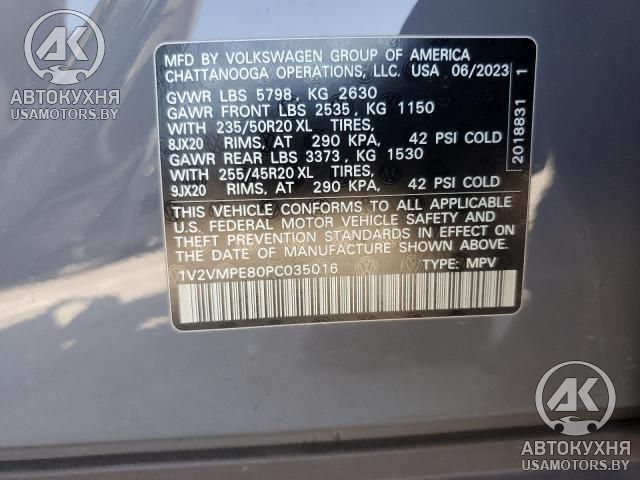 MFD BY VOLKSWAGEN GROUP OF AMERICA
CHATTANOOGA OPERATIONS, LLC. USA 06/2023
GVWR LBS 5798, KG 2630
GAWR FRONT LBS 2535, KG 1150
WITH 235/50R20 XL TIRES,
8JX20 RIMS, AT 290 KPA, 42 PSI COLD
GAWR REAR LBS 3373, KG 1530
WITH 255/45R20 XL TIRES,
9JX20 RIMS, AT 290 KPA, 42 PSI COLD
THIS VEHICLE CONFORMS TO ALL APPLICABLE
U.S. FEDERAL MOTOR VEHICLE SAFETY AND
THEFT PREVENTION STANDARDS IN EFFECT ON
THE DATE OF MANUFACTURE SHOWN ABOVE.
1V2VMPE80PC035016 TYPE: MPV
2018831 1
АК
АВТОКУХНЯ
USAMOTORS.BY
АК
АВТОКУХНЯ
USAMOTORS.BY